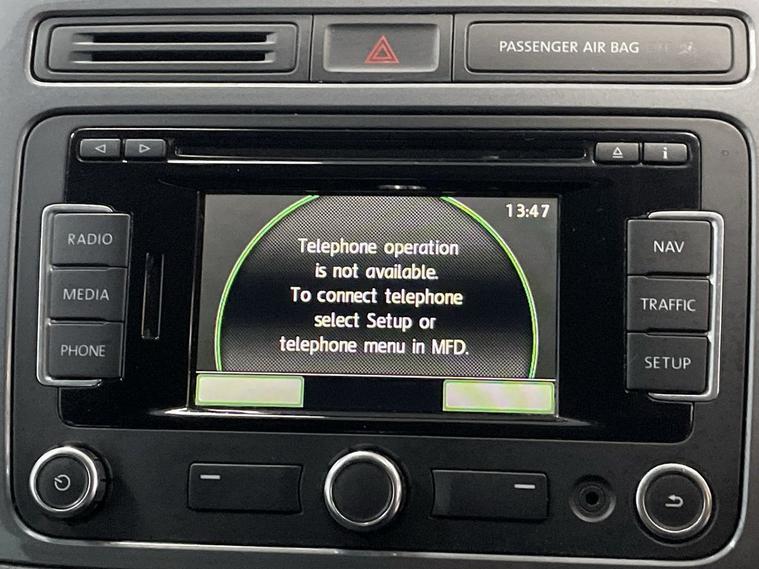 PASSENGER AIR BAG
13:47
RADIO
MEDIA
PHONE
Telephone operation
is not available.
To connect telephone
select Setup or
telephone menu in MFD.
NAV
TRAFFIC
SETUP
i